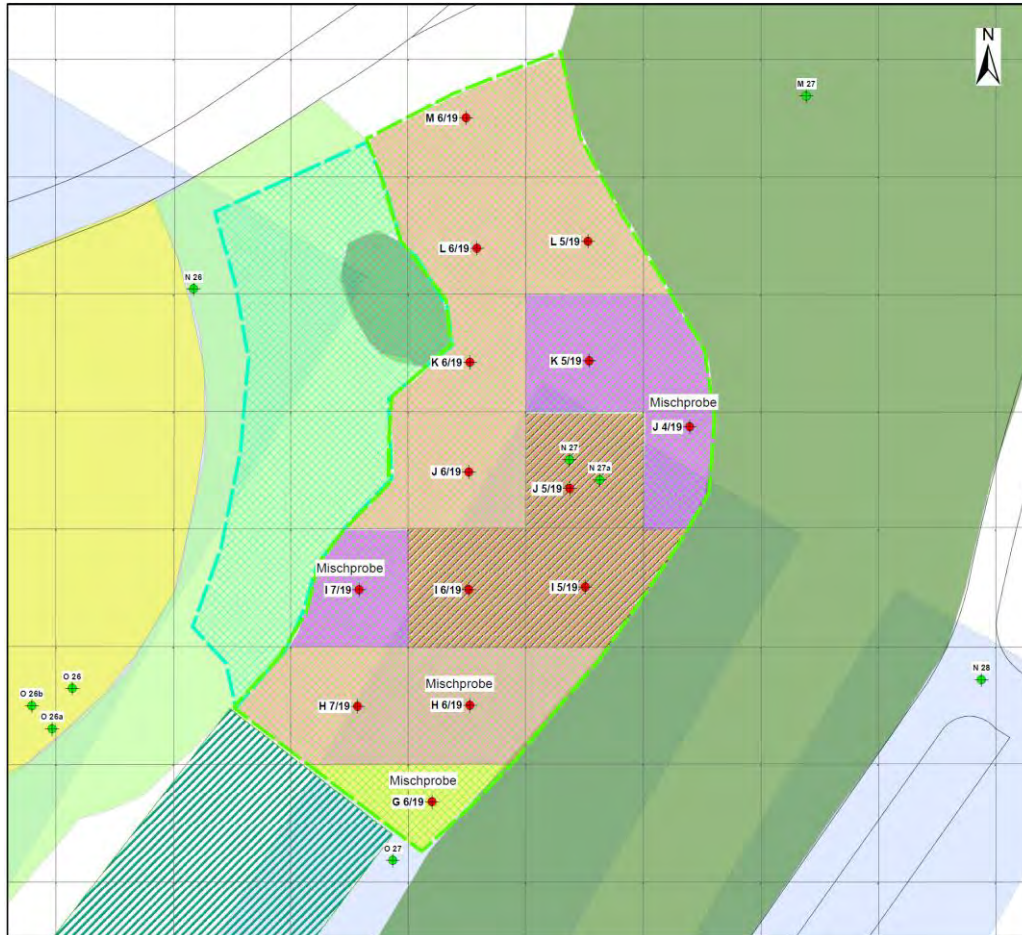 N
M 27
M 6/19
L 6/19
L 5/19
N 26
K 6/19
K 5/19
Mischprobe
J 4/19
N 27
N 27a
J 6/19
J 5/19
Mischprobe
I 7/19
I 6/19
I 5/19
O 26
O 26b
O 26a
N 28
Mischprobe
H 7/19
H 6/19
Mischprobe
G 6/19
O 27